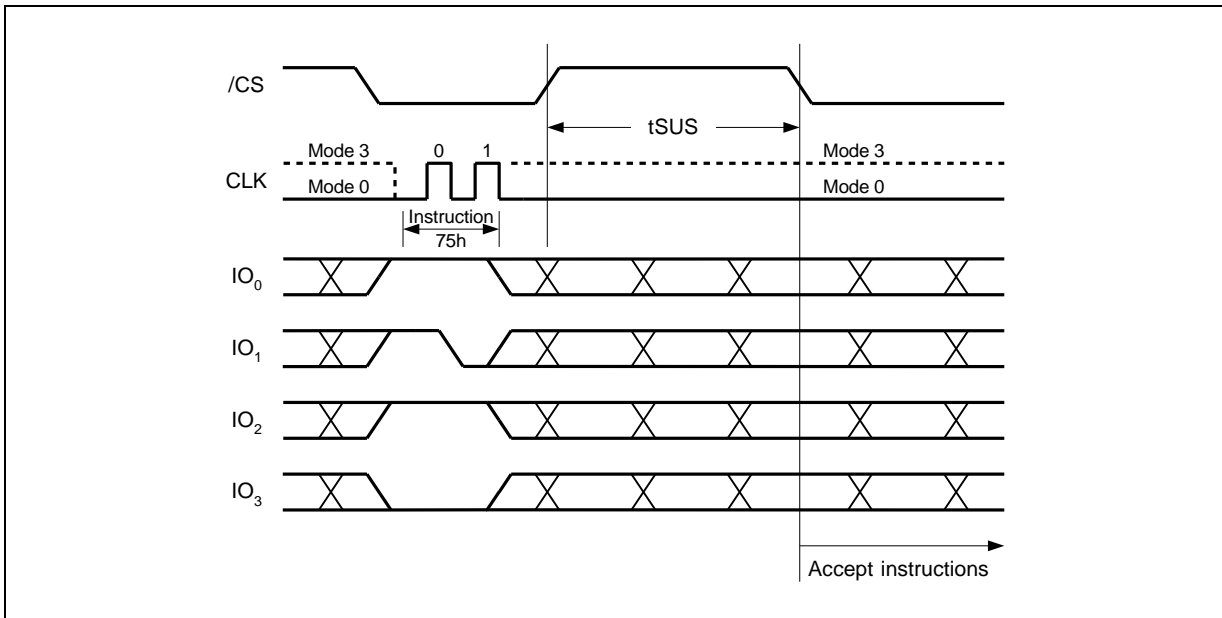 /CS
tSUS
Mode 3 0 1 Mode 3
CLK
Mode 0 Mode 0
Instruction
75h
IO0
IO1
IO2
IO3
Accept instructions